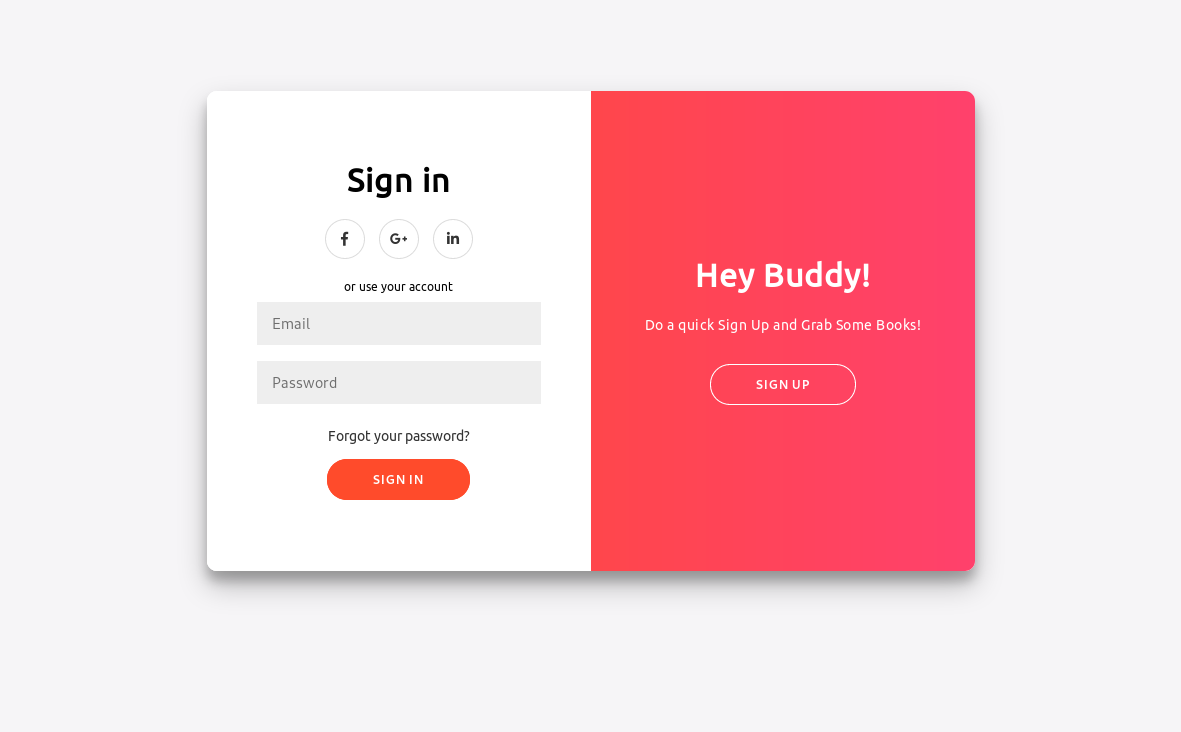 Sign in
or use your account
Email
Password
Forgot your password?
SIGN IN
Hey Buddy!
Do a quick Sign Up and Grab Some Books!
SIGN UP